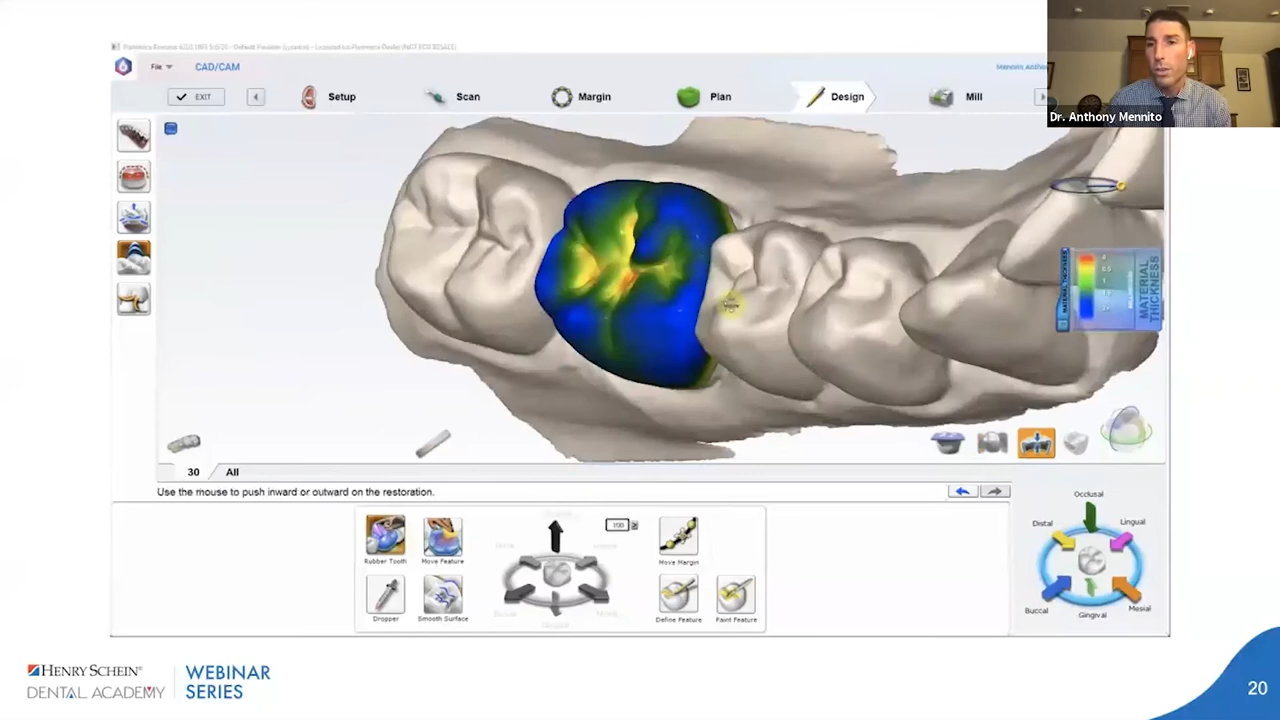 File
CAD/CAM
EXIT
Setup
Scan
Margin
Plan
Design
Mill
Dr. Anthony Mennito
MATERIAL THICKNESS
30
All
Use the mouse to push inward or outward on the restoration.
Rubber Tooth
Move Feature
100
Move Margin
Dropper
Smooth Surface
Define Feature
Paint Feature
Occlusal
Distal
Lingual
Buccal
Mesial
Gingival
HENRY SCHEIN®
DENTAL ACADEMY
WEBINAR
SERIES
20